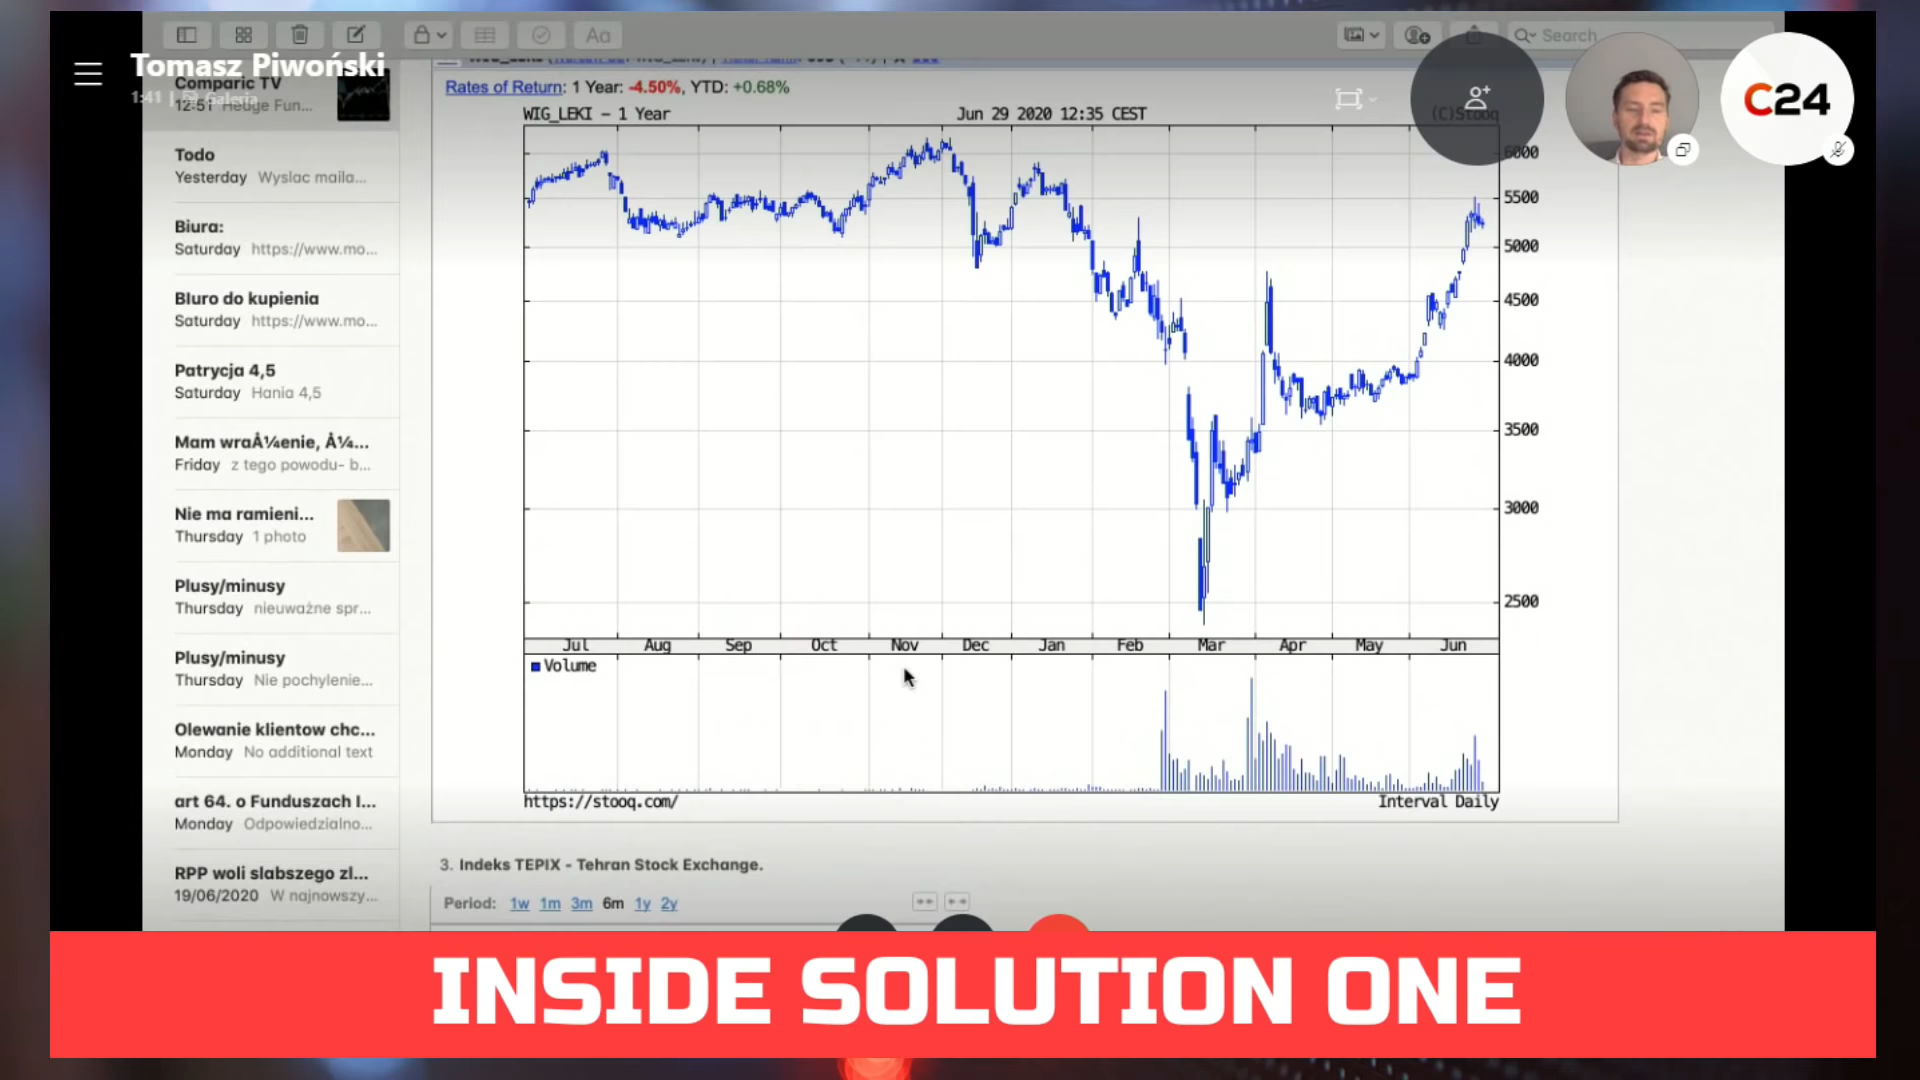 Aa
Search
Tomasz Piwoński
1:41 | Galeria
Comparic TV
12:51 Hedge Fun...
Todo
Yesterday Wyslac maila...
Biura:
Saturday https://www.mo...
BIuro do kupienia
Saturday https://www.mo...
Patrycja 4,5
Saturday Hania 4,5
Mam wraÅ¼enie, Å¼...
Friday z tego powodu- b...
Nie ma ramieni...
Thursday 1 photo
Plusy/minusy
Thursday nieuważne spr...
Plusy/minusy
Thursday Nie pochylenie...
Olewanie klientow chc...
Monday No additional text
art 64. o Funduszach I...
Monday Odpowiedzialno...
RPP woli slabszego zl...
19/06/2020 W najnowszy...
Rates of Return: 1 Year: -4.50%, YTD: +0.68%
WIG_LEKI - 1 Year Jun 29 2020 12:35 CEST (C)Stooq
6000
5500
5000
4500
4000
3500
3000
2500
Jul Aug Sep Oct Nov Dec Jan Feb Mar Apr May Jun
Volume
https://stooq.com/ Interval Daily
3. Indeks TEPIX - Tehran Stock Exchange.
Period: 1w 1m 3m 6m 1y 2y
C24
INSIDE SOLUTION ONE